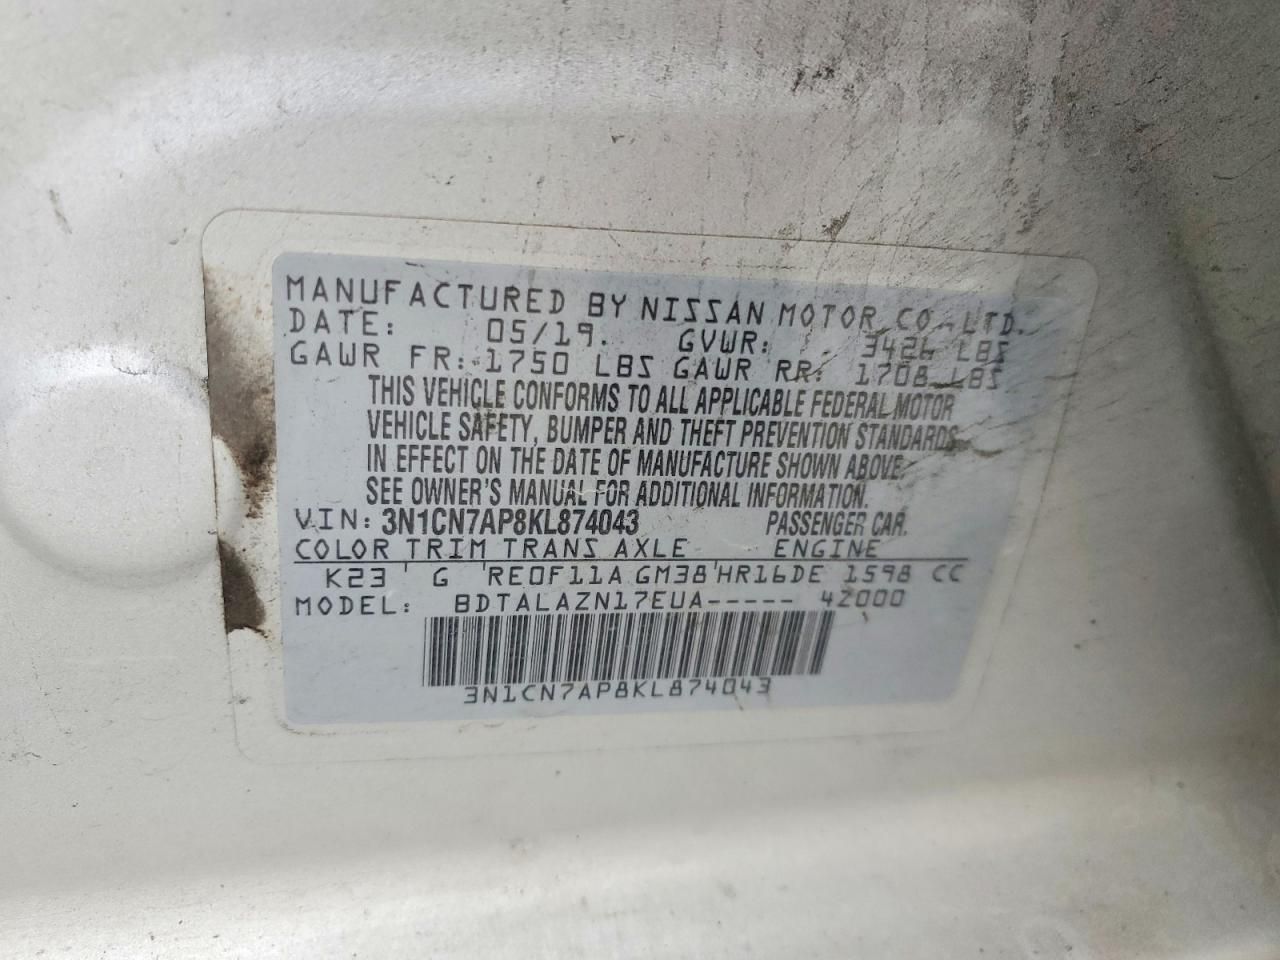 MANUFACTURED BY NISSAN MOTOR CO., LTD.
DATE: 05/19. GVWR: 3426 LBS
GAWR FR: 1750 LBS GAWR RR: 1708 LBS
THIS VEHICLE CONFORMS TO ALL APPLICABLE FEDERAL MOTOR
VEHICLE SAFETY, BUMPER AND THEFT PREVENTION STANDARDS
IN EFFECT ON THE DATE OF MANUFACTURE SHOWN ABOVE.
SEE OWNER'S MANUAL FOR ADDITIONAL INFORMATION.
VIN: 3N1CN7AP8KL874043 PASSENGER CAR.
COLOR TRIM TRANS AXLE ENGINE
K23 G RE0F11A GM38 HR16DE 1598 CC
MODEL: BDTALAZN17EUA----- 42000
3N1CN7AP8KL874043